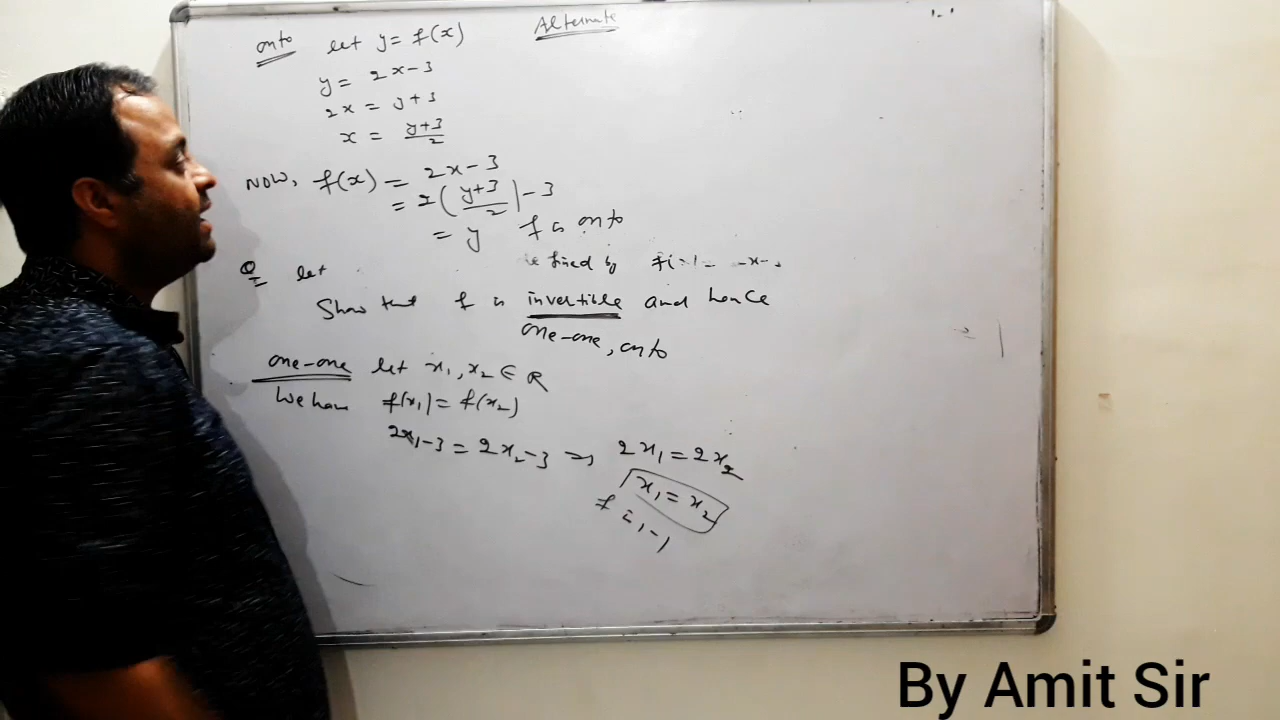 onto let y = f(x)
Alternate
y = 2x-3
2x = y+3
x = y+3/2
NOW, f(x) = 2x-3
= 2(y+3/2)-3
= y f is onto
Q let fined by
Show that f is invertible and hence
one-one, onto
one-one let x₁, x₂ ∈ R
We have f(x₁) = f(x₂)
2x₁-3 = 2x₂-3 ⇒ 2x₁ = 2x₂
x₁ = x₂
f is 1-1
By Amit Sir